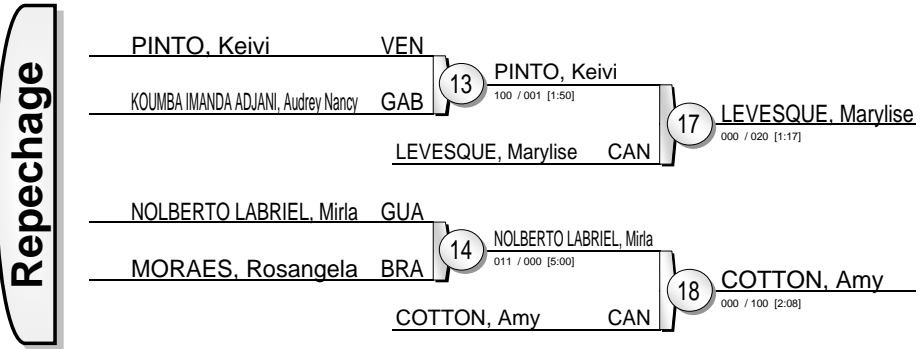 Repechage
PINTO, Keivi VEN
KOUMBA IMANDA ADJANI, Audrey Nancy GAB
13
PINTO, Keivi
100 / 001 [1:50]
LEVESQUE, Marylise CAN
17
LEVESQUE, Marylise
000 / 020 [1:17]
NOLBERTO LABRIEL, Mirla GUA
MORAES, Rosangela BRA
14
NOLBERTO LABRIEL, Mirla
011 / 000 [5:00]
COTTON, Amy CAN
18
COTTON, Amy
000 / 100 [2:08]